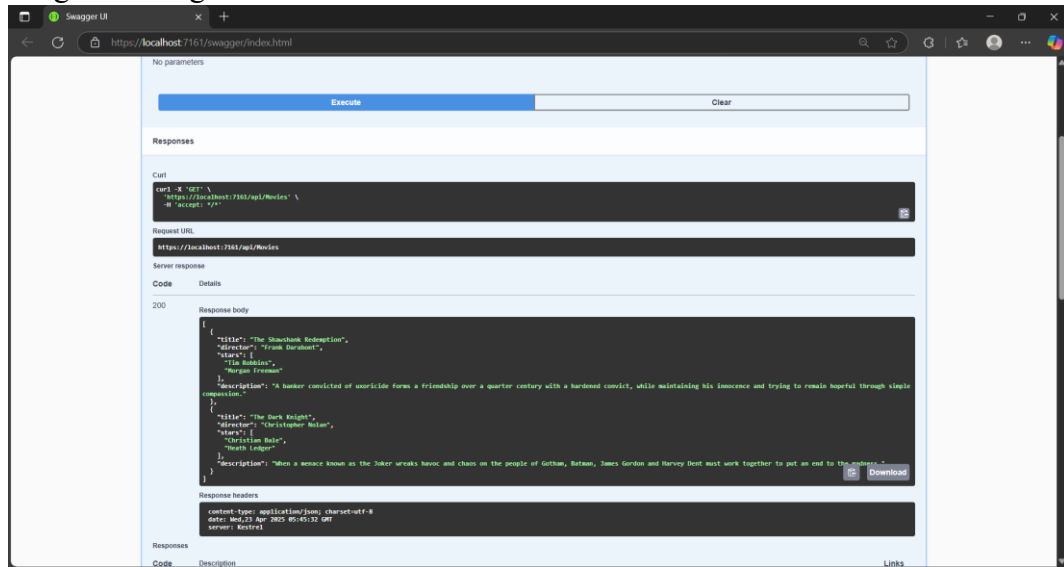 Swagger UI
https://localhost:7161/swagger/index.html
No parameters
Execute
Clear
Responses
Curl
curl -X 'GET' \
'https://localhost:7161/api/Movies' \
-H 'accept: */*'
Request URL
https://localhost:7161/api/Movies
Server response
Code Details
200
Response body
[
{
"title": "The Shawshank Redemption",
"director": "Frank Darabont",
"stars": [
"Tim Robbins",
"Morgan Freeman"
],
"description": "A banker convicted of uxoricide forms a friendship over a quarter century with a hardened convict, while maintaining his innocence and trying to remain hopeful through simple
compassion."
},
{
"title": "The Dark Knight",
"director": "Christopher Nolan",
"stars": [
"Christian Bale",
"Heath Ledger"
],
"description": "When a menace known as the Joker wreaks havoc and chaos on the people of Gotham, Batman, James Gordon and Harvey Dent must work together to put an end to the madness."
}
]
Download
Response headers
content-type: application/json; charset=utf-8
date: Wed,23 Apr 2025 05:45:32 GMT
server: Kestrel
Responses
Code Description Links